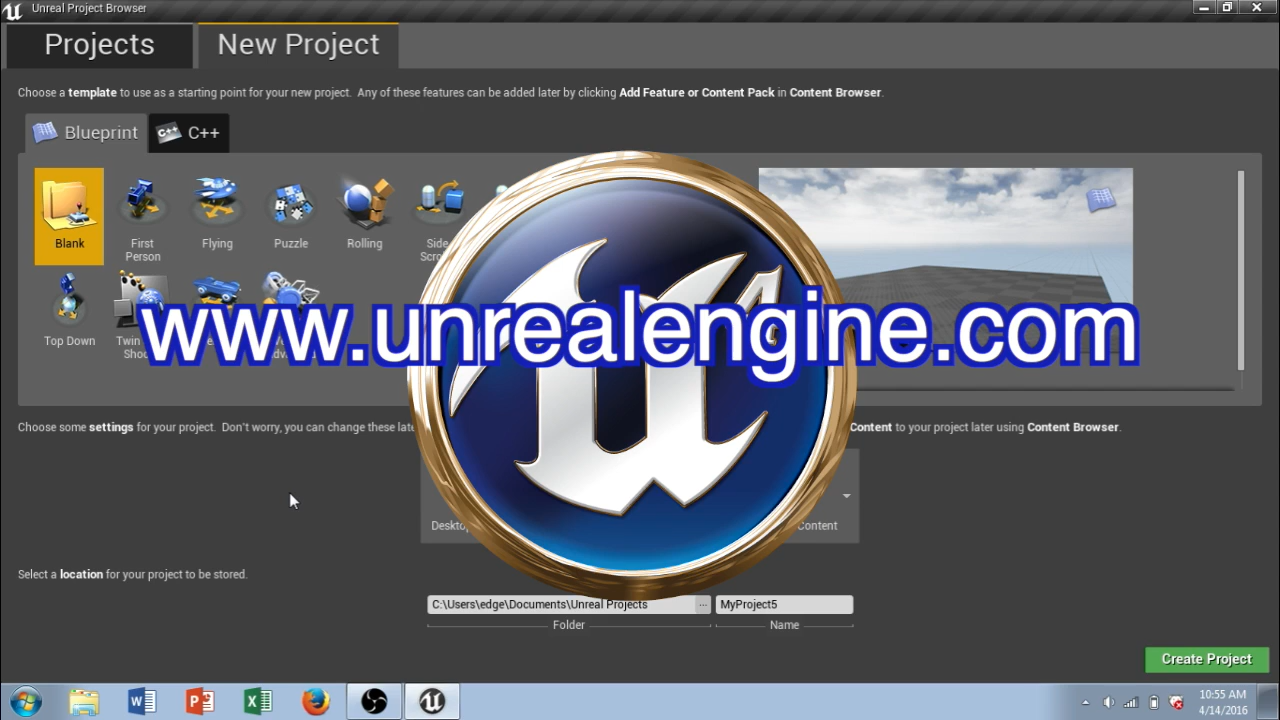 Unreal Project Browser
Projects
New Project
Choose a template to use as a starting point for your new project. Any of these features can be added later by clicking Add Feature or Content Pack in Content Browser.
Blueprint
C++
C++
Blank
First
Person
Flying
Puzzle
Rolling
Side
Top Down
Twin
www.unrealengine.com
Choose some settings for your project. Don't worry, you can change these
Content to your project later using Content Browser.
Content
Select a location for your project to be stored.
C:\Users\edge\Documents\Unreal Projects
...
MyProject5
Folder
Name
Create Project
10:55 AM
4/14/2016